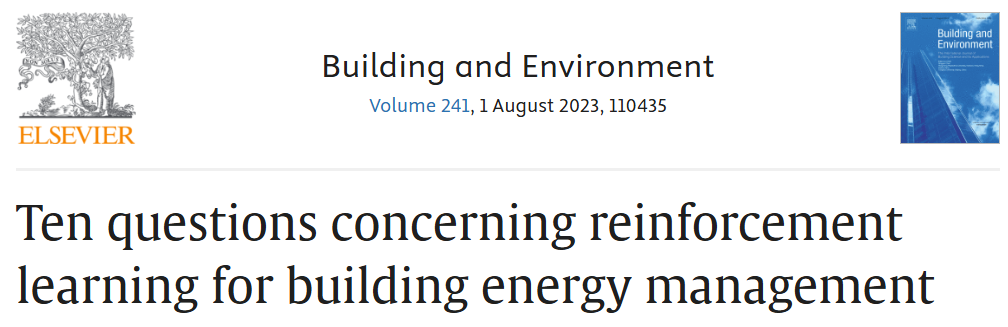 ELSEVIER
Building and Environment
Volume 241, 1 August 2023, 110435
Building and
Environment
Ten questions concerning reinforcement
learning for building energy management